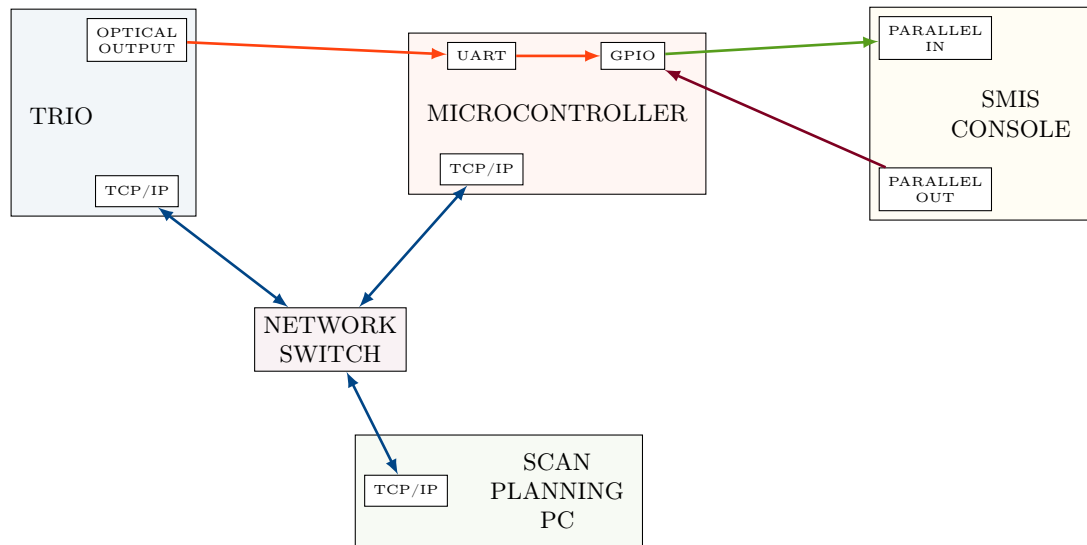 OPTICAL
OUTPUT
TRIO
TCP/IP
UART
GPIO
MICROCONTROLLER
TCP/IP
PARALLEL
IN
SMIS
CONSOLE
PARALLEL
OUT
NETWORK
SWITCH
TCP/IP
SCAN
PLANNING
PC